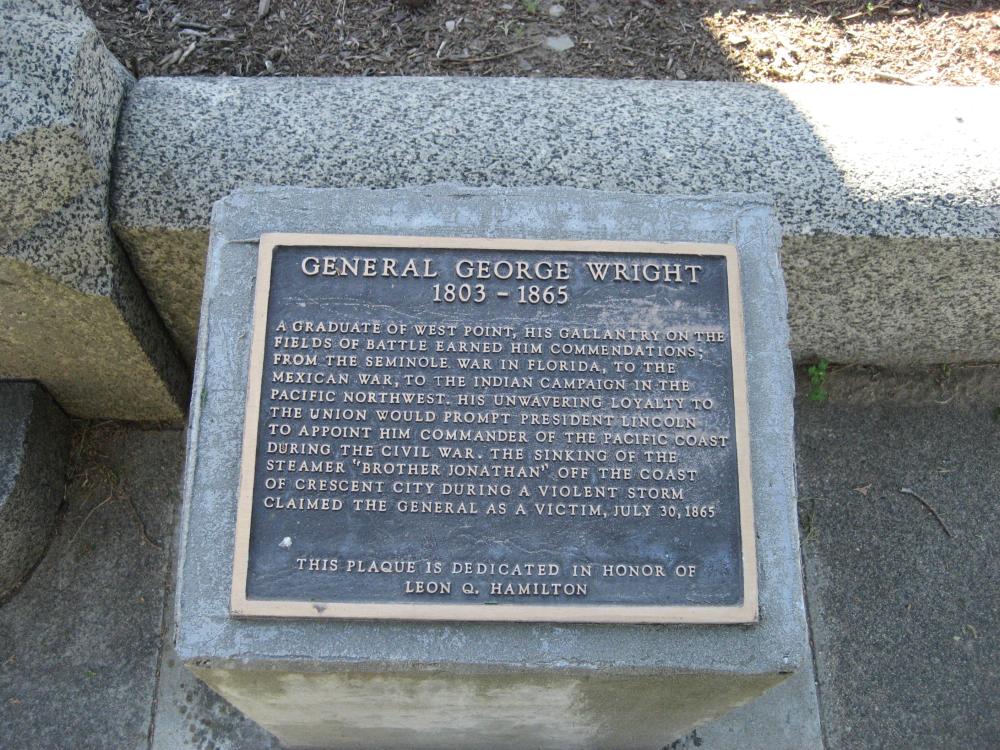 GENERAL GEORGE WRIGHT
1803 - 1865
A GRADUATE OF WEST POINT, HIS GALLANTRY ON THE
FIELDS OF BATTLE EARNED HIM COMMENDATIONS;
FROM THE SEMINOLE WAR IN FLORIDA, TO THE
MEXICAN WAR, TO THE INDIAN CAMPAIGN IN THE
PACIFIC NORTHWEST. HIS UNWAVERING LOYALTY TO
THE UNION WOULD PROMPT PRESIDENT LINCOLN
TO APPOINT HIM COMMANDER OF THE PACIFIC COAST
DURING THE CIVIL WAR. THE SINKING OF THE
STEAMER "BROTHER JONATHAN" OFF THE COAST
OF CRESCENT CITY DURING A VIOLENT STORM
CLAIMED THE GENERAL AS A VICTIM, JULY 30, 1865
THIS PLAQUE IS DEDICATED IN HONOR OF
LEON Q. HAMILTON